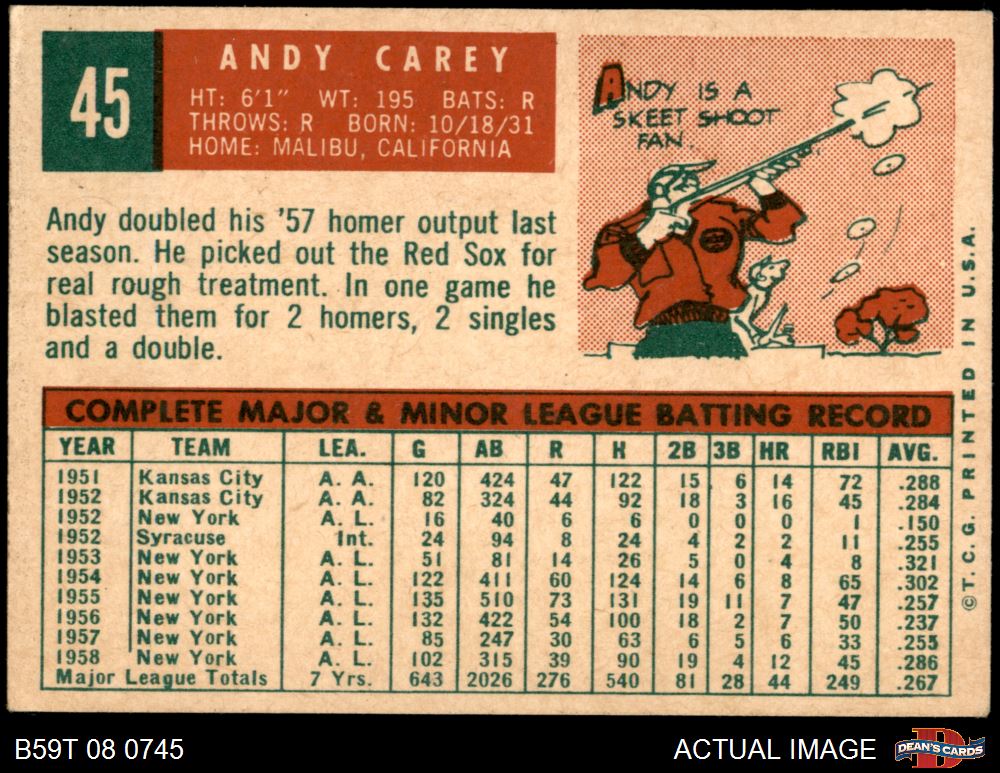 45
ANDY CAREY
HT: 6'1" WT: 195 BATS: R
THROWS: R BORN: 10/18/31
HOME: MALIBU, CALIFORNIA
ANDY IS A
SKEET SHOOT
FAN.
Andy doubled his '57 homer output last
season. He picked out the Red Sox for
real rough treatment. In one game he
blasted them for 2 homers, 2 singles
and a double.
COMPLETE MAJOR & MINOR LEAGUE BATTING RECORD
YEAR TEAM LEA. G AB R H 2B 3B HR RBI AVG.
1951 Kansas City A. A. 120 424 47 122 15 6 14 72 .288
1952 Kansas City A. A. 82 324 44 92 18 3 16 45 .284
1952 New York A. L. 16 40 6 6 0 0 0 1 .150
1952 Syracuse Int. 24 94 8 24 4 2 2 11 .255
1953 New York A. L. 51 81 14 26 5 0 4 8 .321
1954 New York A. L. 122 411 60 124 14 6 8 65 .302
1955 New York A. L. 135 510 73 131 19 11 7 47 .257
1956 New York A. L. 132 422 54 100 18 2 7 50 .237
1957 New York A. L. 85 247 30 63 6 5 6 33 .255
1958 New York A. L. 102 315 39 90 19 4 12 45 .286
Major League Totals 7 Yrs. 643 2026 276 540 81 28 44 249 .267
© T. C. G. PRINTED IN U.S.A.
B59T 08 0745
ACTUAL IMAGE
D
DEAN'S CARDS